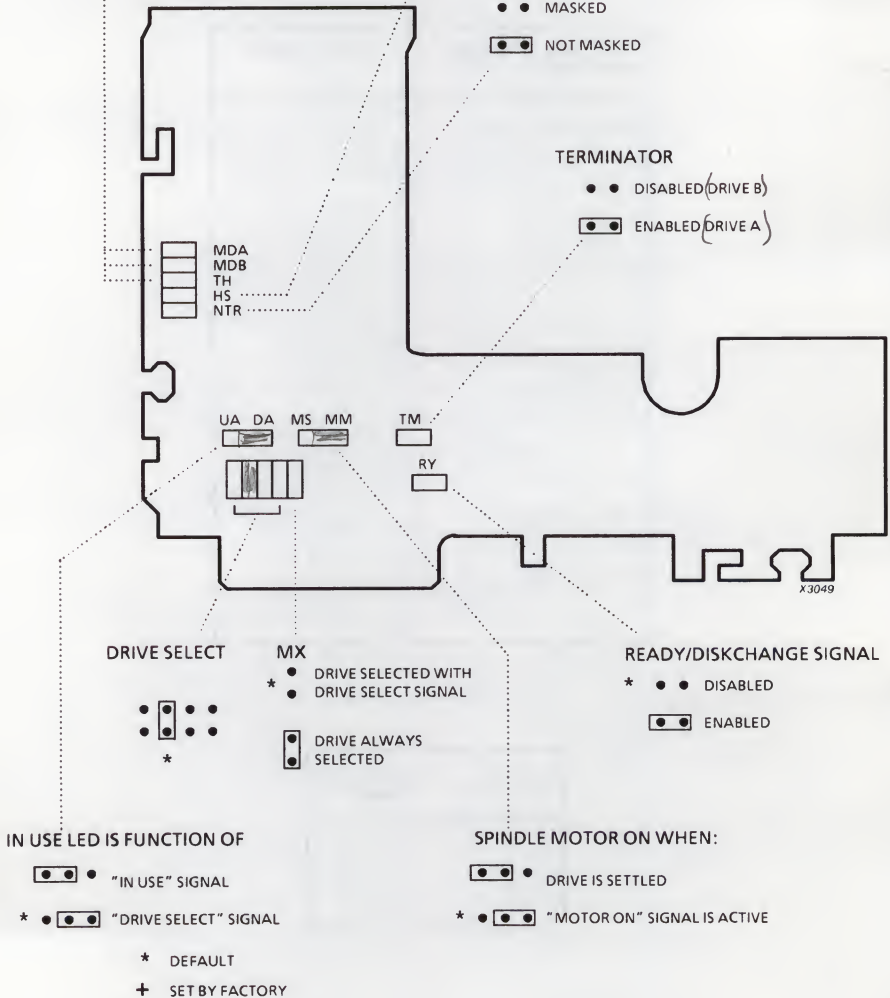 MASKED
NOT MASKED
TERMINATOR
DISABLED (DRIVE B)
ENABLED (DRIVE A)
MDA
MDB
TH
HS
NTR
UA DA MS MM TM
RY
X3049
DRIVE SELECT
*
MX
* DRIVE SELECTED WITH
DRIVE SELECT SIGNAL
DRIVE ALWAYS
SELECTED
READY/DISKCHANGE SIGNAL
* DISABLED
ENABLED
IN USE LED IS FUNCTION OF
"IN USE" SIGNAL
* "DRIVE SELECT" SIGNAL
SPINDLE MOTOR ON WHEN:
DRIVE IS SETTLED
* "MOTOR ON" SIGNAL IS ACTIVE
* DEFAULT
+ SET BY FACTORY